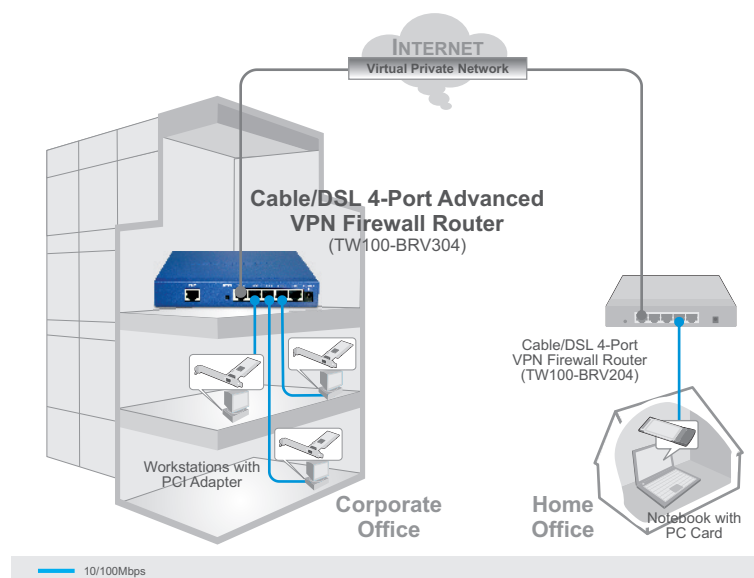 INTERNET
Virtual Private Network
Cable/DSL 4-Port Advanced
VPN Firewall Router
(TW100-BRV304)
Cable/DSL 4-Port
VPN Firewall Router
(TW100-BRV204)
Workstations with
PCI Adapter
Corporate
Office
Home
Office
Notebook with
PC Card
10/100Mbps